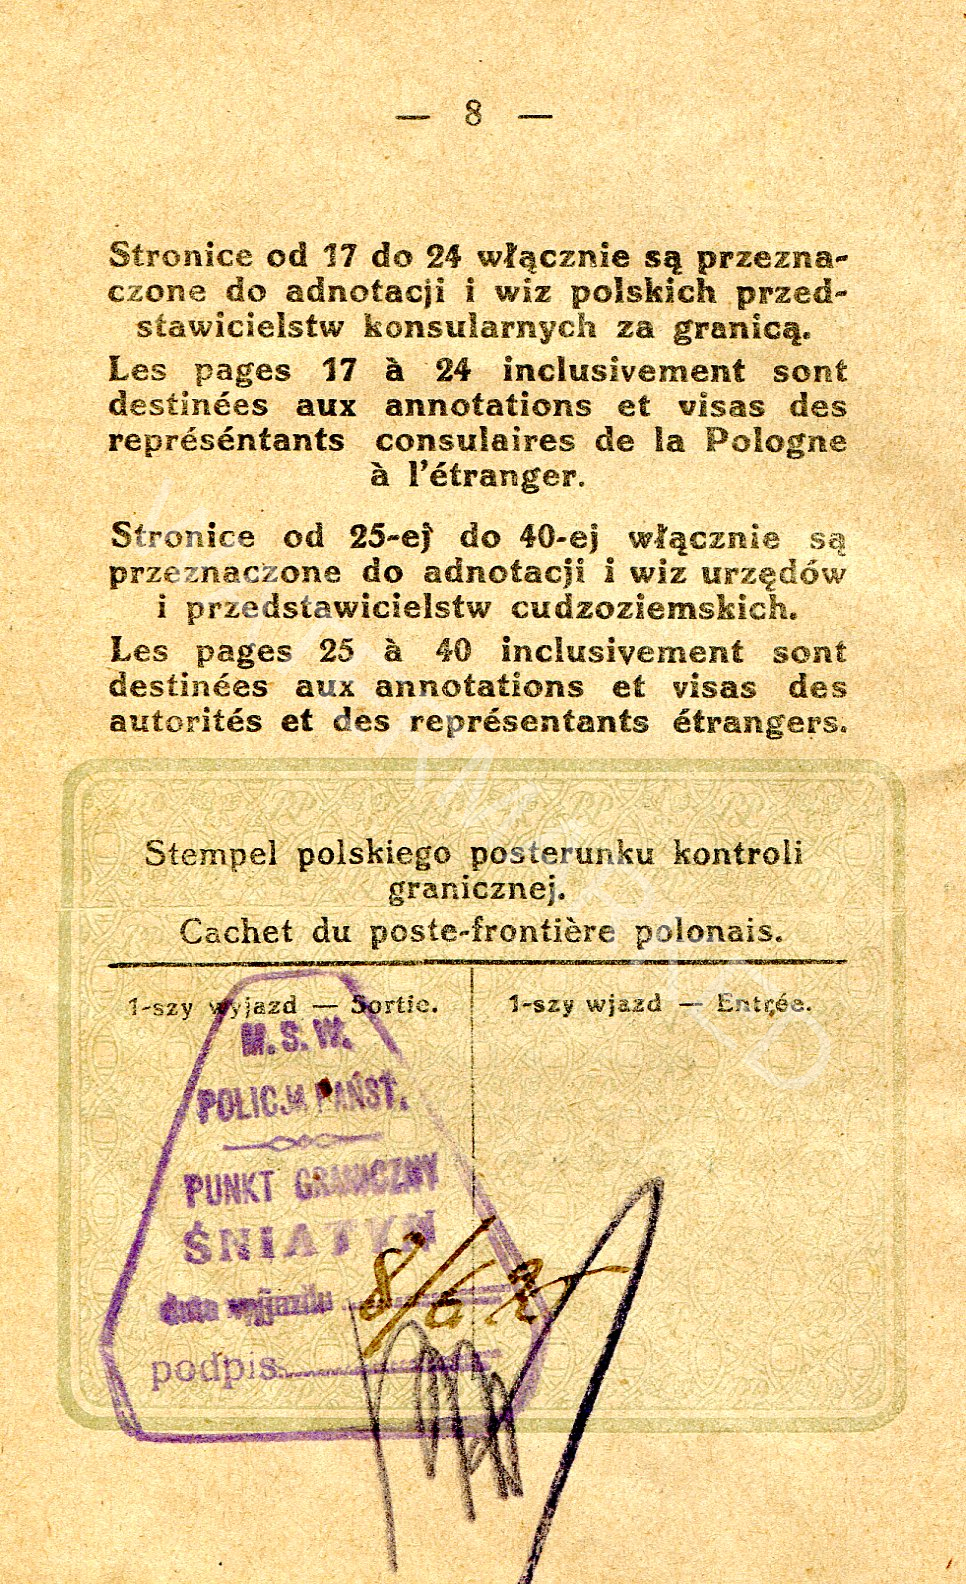 — 8 —
Stronice od 17 do 24 włącznie są przezna-
czone do adnotacji i wiz polskich przed-
stawicielstw konsularnych za granicą.
Les pages 17 à 24 inclusivement sont
destinées aux annotations et visas des
représéntants consulaires de la Pologne
à l'étranger.
Stronice od 25-ej do 40-ej włącznie są
przeznaczone do adnotacji i wiz urzędów
i przedstawicielstw cudzoziemskich.
Les pages 25 à 40 inclusivement sont
destinées aux annotations et visas des
autorités et des représentants étrangers.
Stempel polskiego posterunku kontroli
granicznej.
Cachet du poste-frontière polonais.
1-szy wyjazd — Sortie.
1-szy wjazd — Entrée.
M.S.W.
POLICJA PAŃST.
PUNKT GRANICZNY
ŚNIATYN
data wyjazdu 8/6
podpis